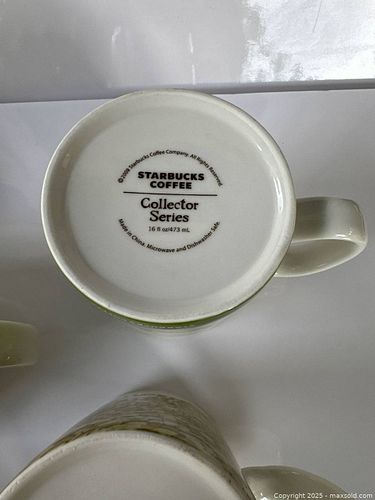 ©2008 Starbucks Coffee Company. All Rights Reserved.
STARBUCKS
COFFEE
Collector
Series
16 fl oz/473 mL
Made in China. Microwave and Dishwasher Safe.
Copyright 2025 - maxsold.com